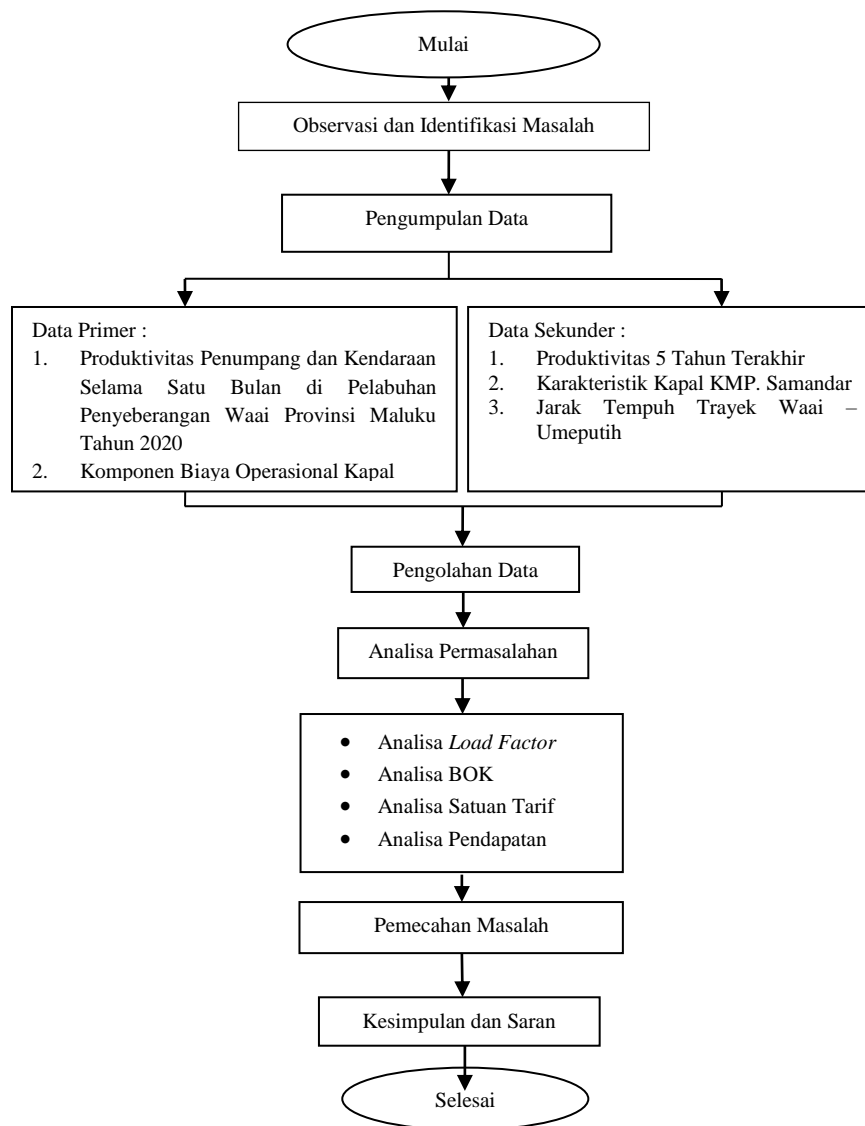 Mulai
Observasi dan Identifikasi Masalah
Pengumpulan Data
Data Primer :
1. Produktivitas Penumpang dan Kendaraan
Selama Satu Bulan di Pelabuhan
Penyeberangan Waai Provinsi Maluku
Tahun 2020
2. Komponen Biaya Operasional Kapal
Data Sekunder :
1. Produktivitas 5 Tahun Terakhir
2. Karakteristik Kapal KMP. Samandar
3. Jarak Tempuh Trayek Waai –
Umeputih
Pengolahan Data
Analisa Permasalahan
• Analisa Load Factor
• Analisa BOK
• Analisa Satuan Tarif
• Analisa Pendapatan
Pemecahan Masalah
Kesimpulan dan Saran
Selesai